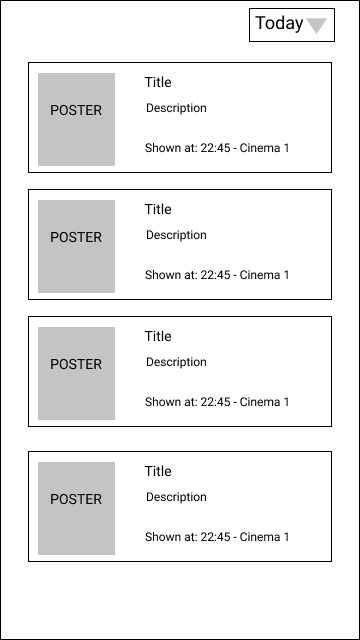 Today
POSTER
Title
Description
Shown at: 22:45 - Cinema 1
POSTER
Title
Description
Shown at: 22:45 - Cinema 1
POSTER
Title
Description
Shown at: 22:45 - Cinema 1
POSTER
Title
Description
Shown at: 22:45 - Cinema 1